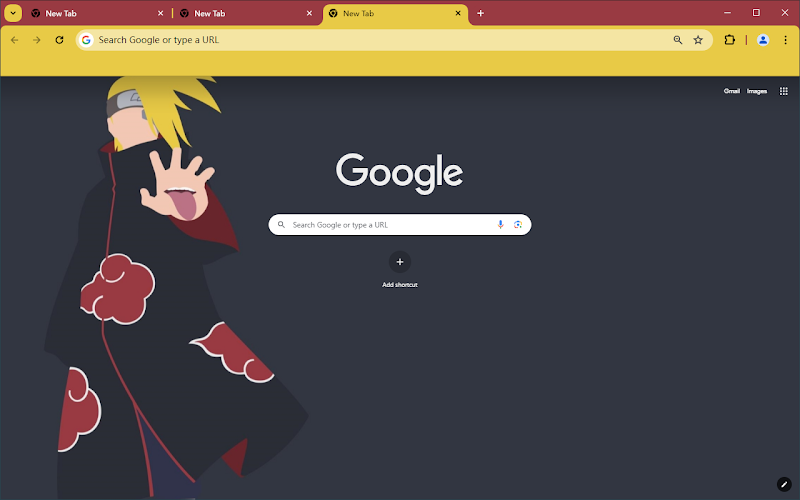 New Tab
New Tab
New Tab
Search Google or type a URL
Gmail Images
Google
Search Google or type a URL
Add shortcut